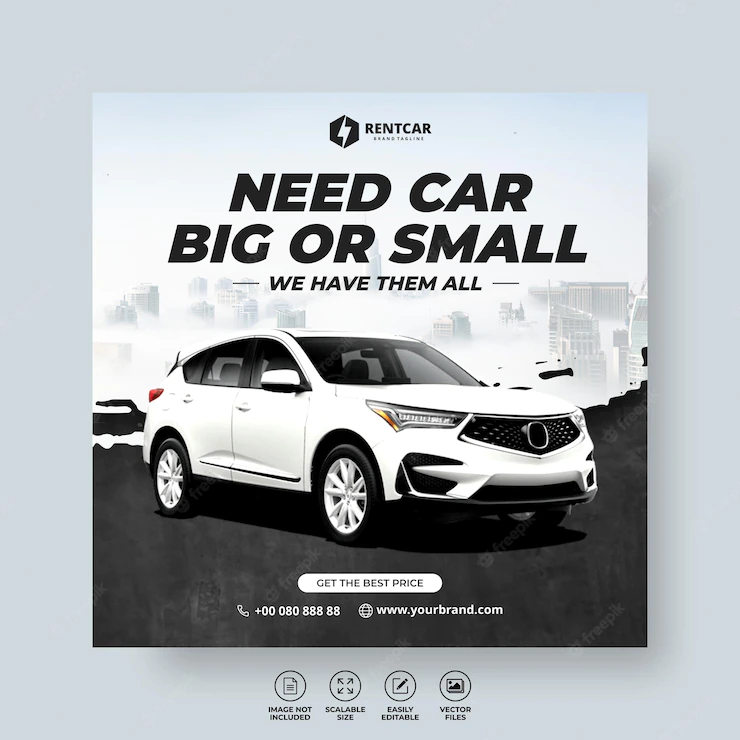 RENTCAR
BRAND TAGLINE
NEED CAR
BIG OR SMALL
WE HAVE THEM ALL
GET THE BEST PRICE
+00 080 888 88 www.yourbrand.com
IMAGE NOT INCLUDED
SCALABLE SIZE
EASILY EDITABLE
VECTOR FILES
freepik